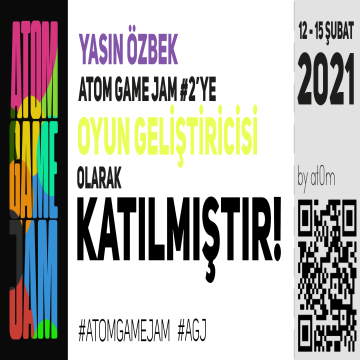 ATOM
GAME
JAM
YASIN ÖZBEK
ATOM GAME JAM #2'YE
OYUN GELİŞTİRİCİSİ
OLARAK
KATILMIŞTIR!
#ATOMGAMEJAM #AGJ
12 - 15 ŞUBAT
2021
by at0m